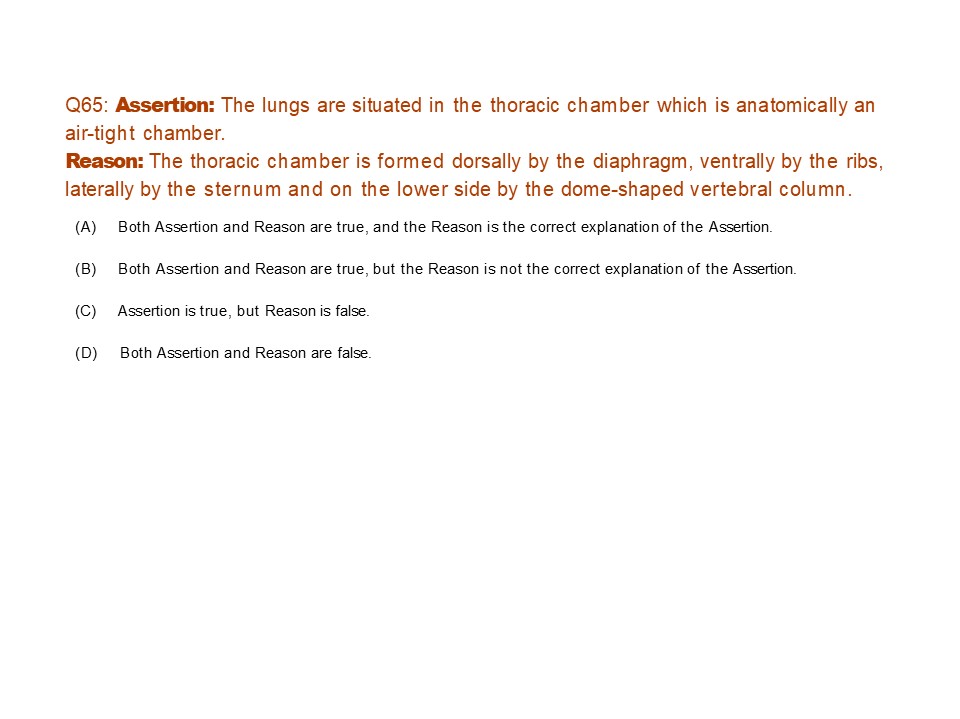 Q65: Assertion: The lungs are situated in the thoracic chamber which is anatomically an
air-tight chamber.
Reason: The thoracic chamber is formed dorsally by the diaphragm, ventrally by the ribs,
laterally by the sternum and on the lower side by the dome-shaped vertebral column.
(A) Both Assertion and Reason are true, and the Reason is the correct explanation of the Assertion.
(B) Both Assertion and Reason are true, but the Reason is not the correct explanation of the Assertion.
(C) Assertion is true, but Reason is false.
(D) Both Assertion and Reason are false.